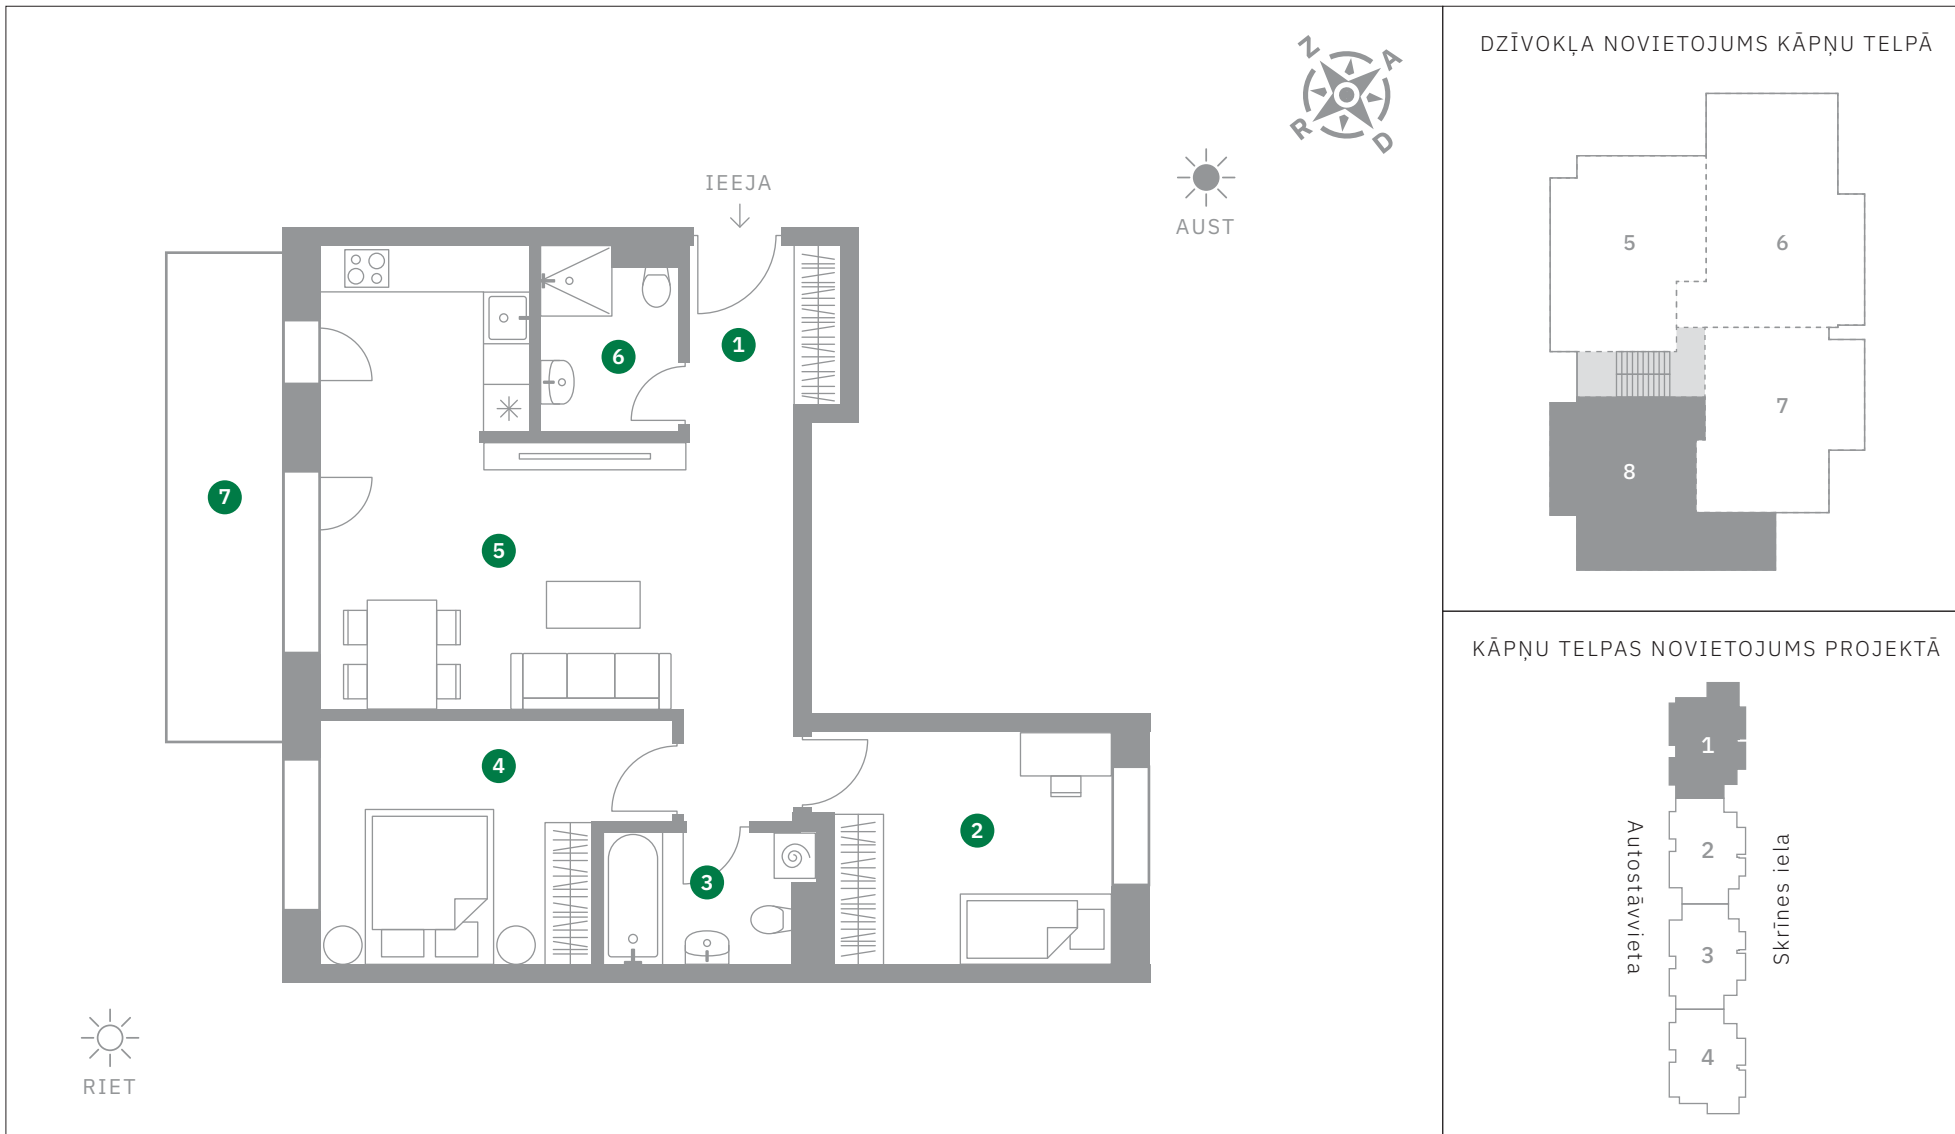 Z
A
R
D
AUST
IEEJA
1
6
7
5
4
2
3
RIET
DZĪVOKĻA NOVIETOJUMS KĀPŅU TELPĀ
5
6
7
8
KĀPŅU TELPAS NOVIETOJUMS PROJEKTĀ
1
2
3
4
Autostāvvieta
Skrīnes iela